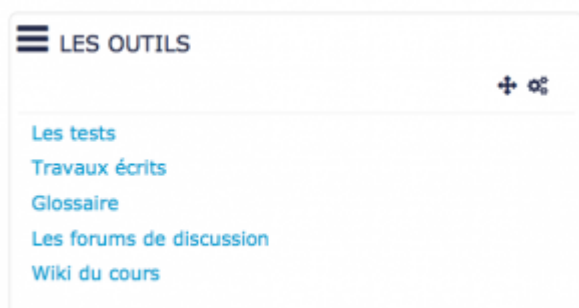 LES OUTILS
Les tests
Travaux écrits
Glossaire
Les forums de discussion
Wiki du cours